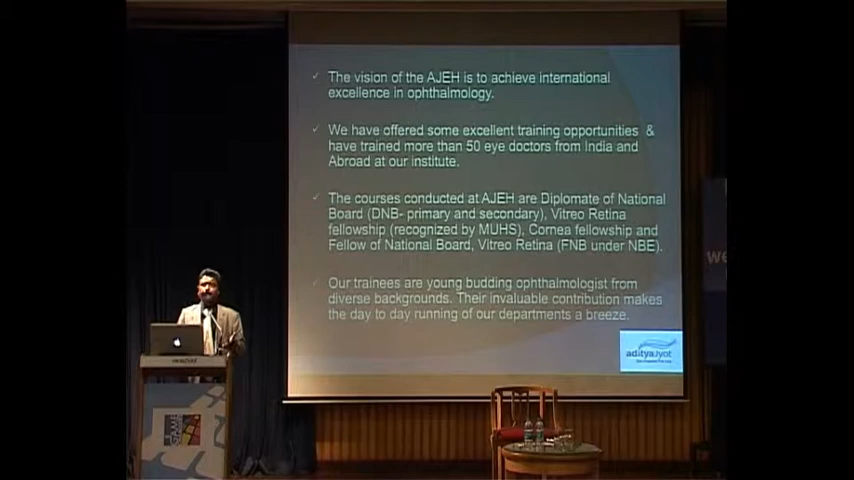 The vision of the AJEH is to achieve international
excellence in ophthalmology.
We have offered some excellent training opportunities &
have trained more than 50 eye doctors from India and
Abroad at our institute.
The courses conducted at AJEH are Diplomate of National
Board (DNB- primary and secondary), Vitreo Retina
fellowship (recognized by MUHS), Cornea fellowship and
Fellow of National Board, Vitreo Retina (FNB under NBE).
Our trainees are young budding ophthalmologist from
diverse backgrounds. Their invaluable contribution makes
the day to day running of our departments a breeze.
adityaJyot
we